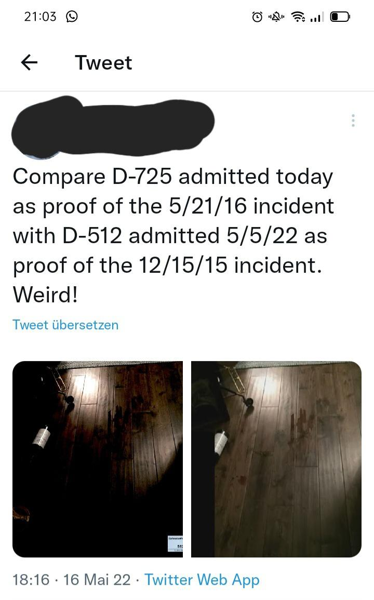 21:03
Tweet
Compare D-725 admitted today
as proof of the 5/21/16 incident
with D-512 admitted 5/5/22 as
proof of the 12/15/15 incident.
Weird!
Tweet übersetzen
18:16 · 16 Mai 22 · Twitter Web App